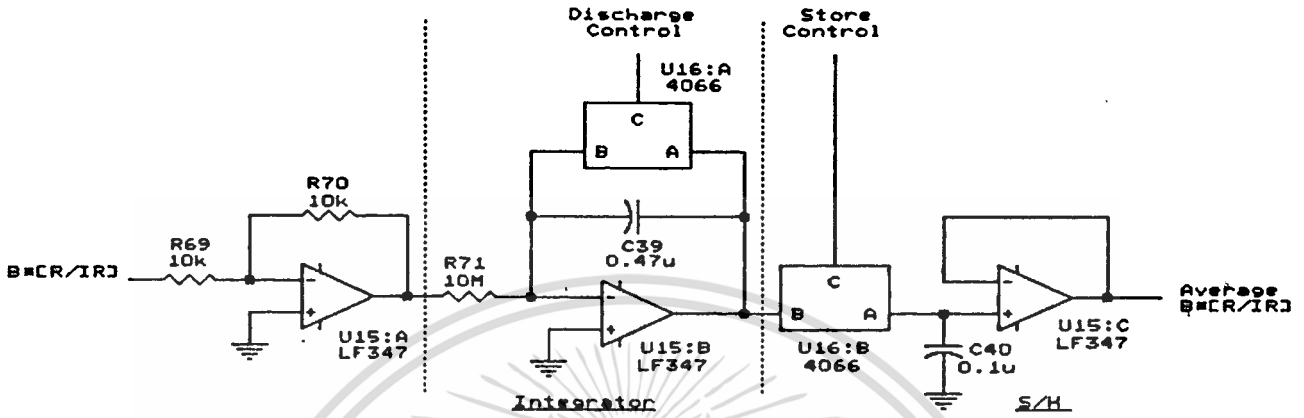 Discharge
Control
Store
Control
U16:A
4066
C
B A
R70
10k
R69
10k
B*[R/IR]
-
+
U15:A
LF347
R71
10M
C39
0.47u
-
+
U15:B
LF347
Integrator
C
B A
U16:B
4066
C40
0.1u
-
+
U15:C
LF347
Average
B*[R/IR]
S/H